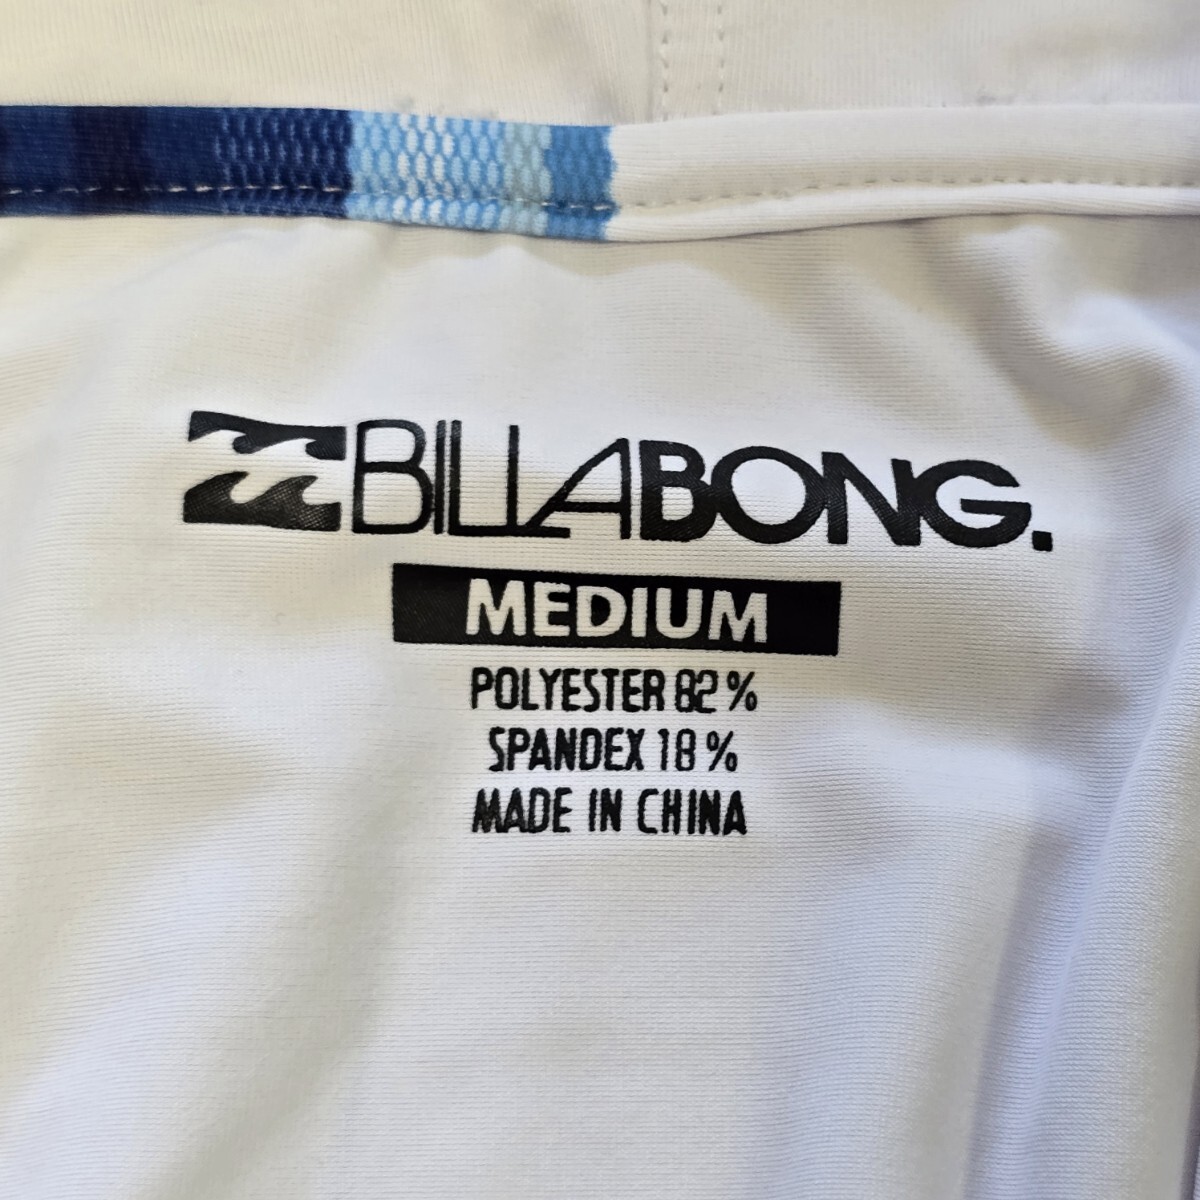 BILLABONG.
MEDIUM
POLYESTER 82%
SPANDEX 18%
MADE IN CHINA